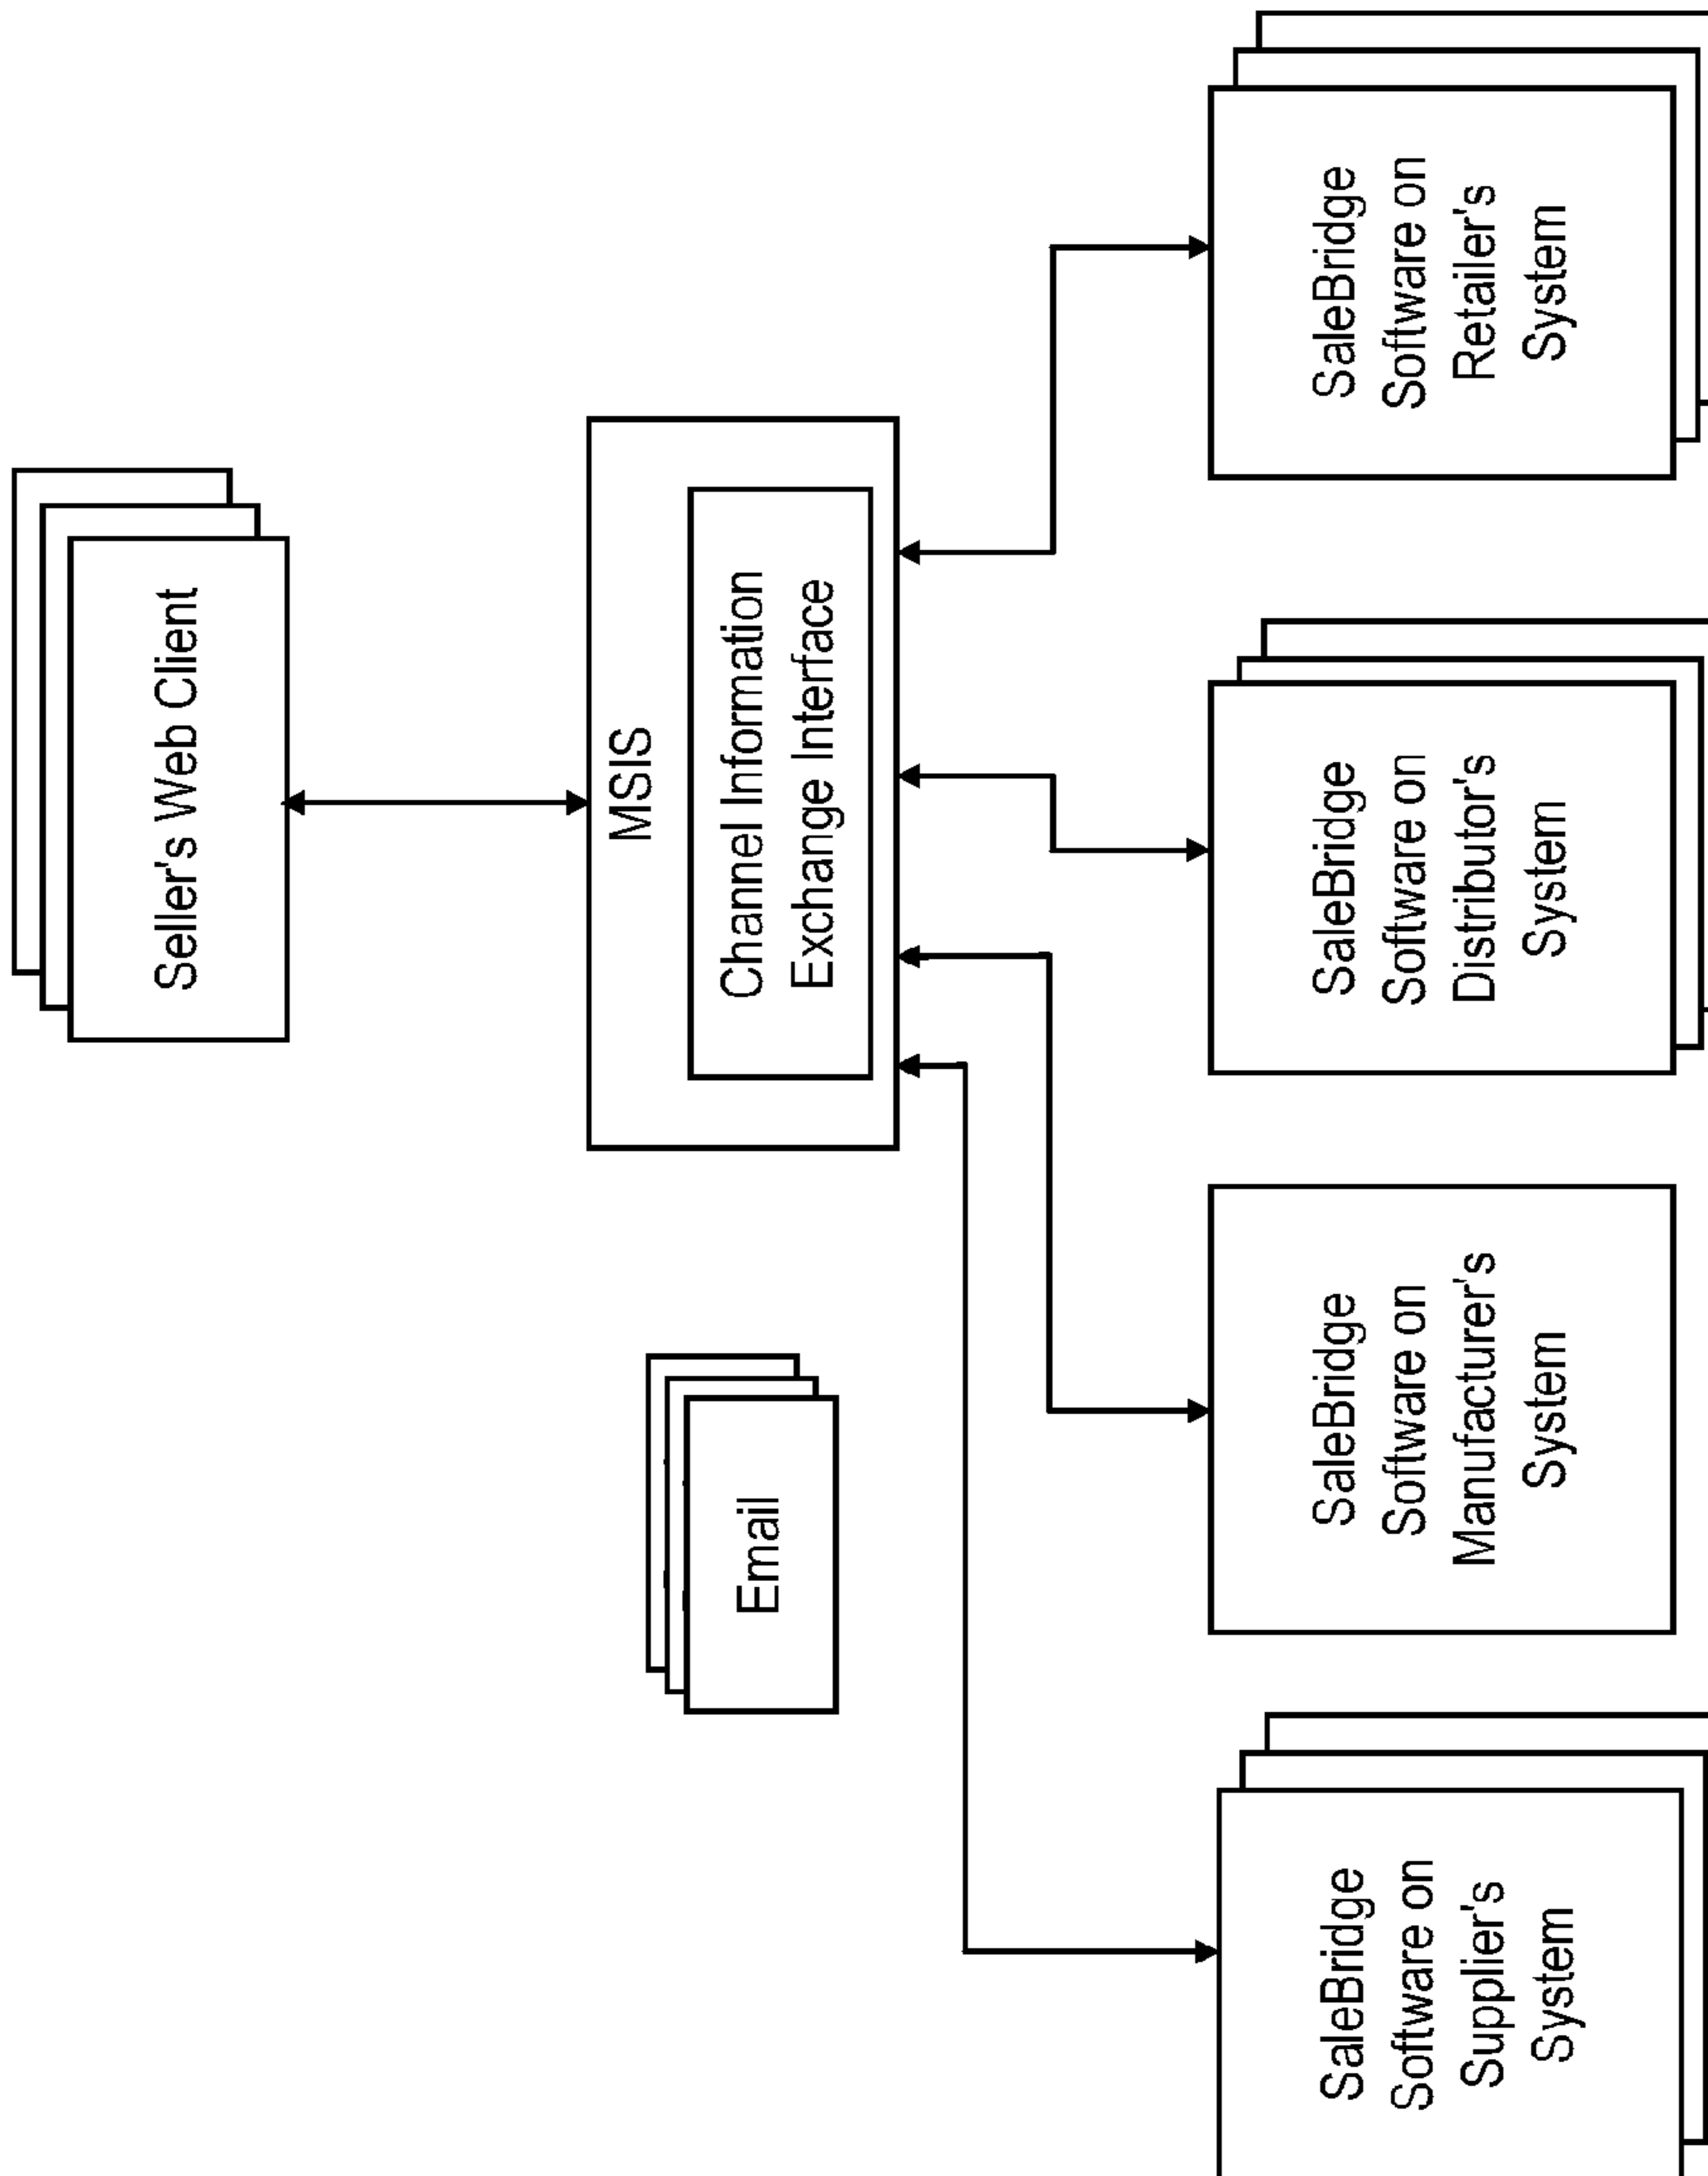 Seller's Web Client
MSIS
Channel Information
Exchange Interface
Email
SaleBridge
Software on
Supplier's
System
SaleBridge
Software on
Manufacturer's
System
SaleBridge
Software on
Distributor's
System
SaleBridge
Software on
Retailer's
System